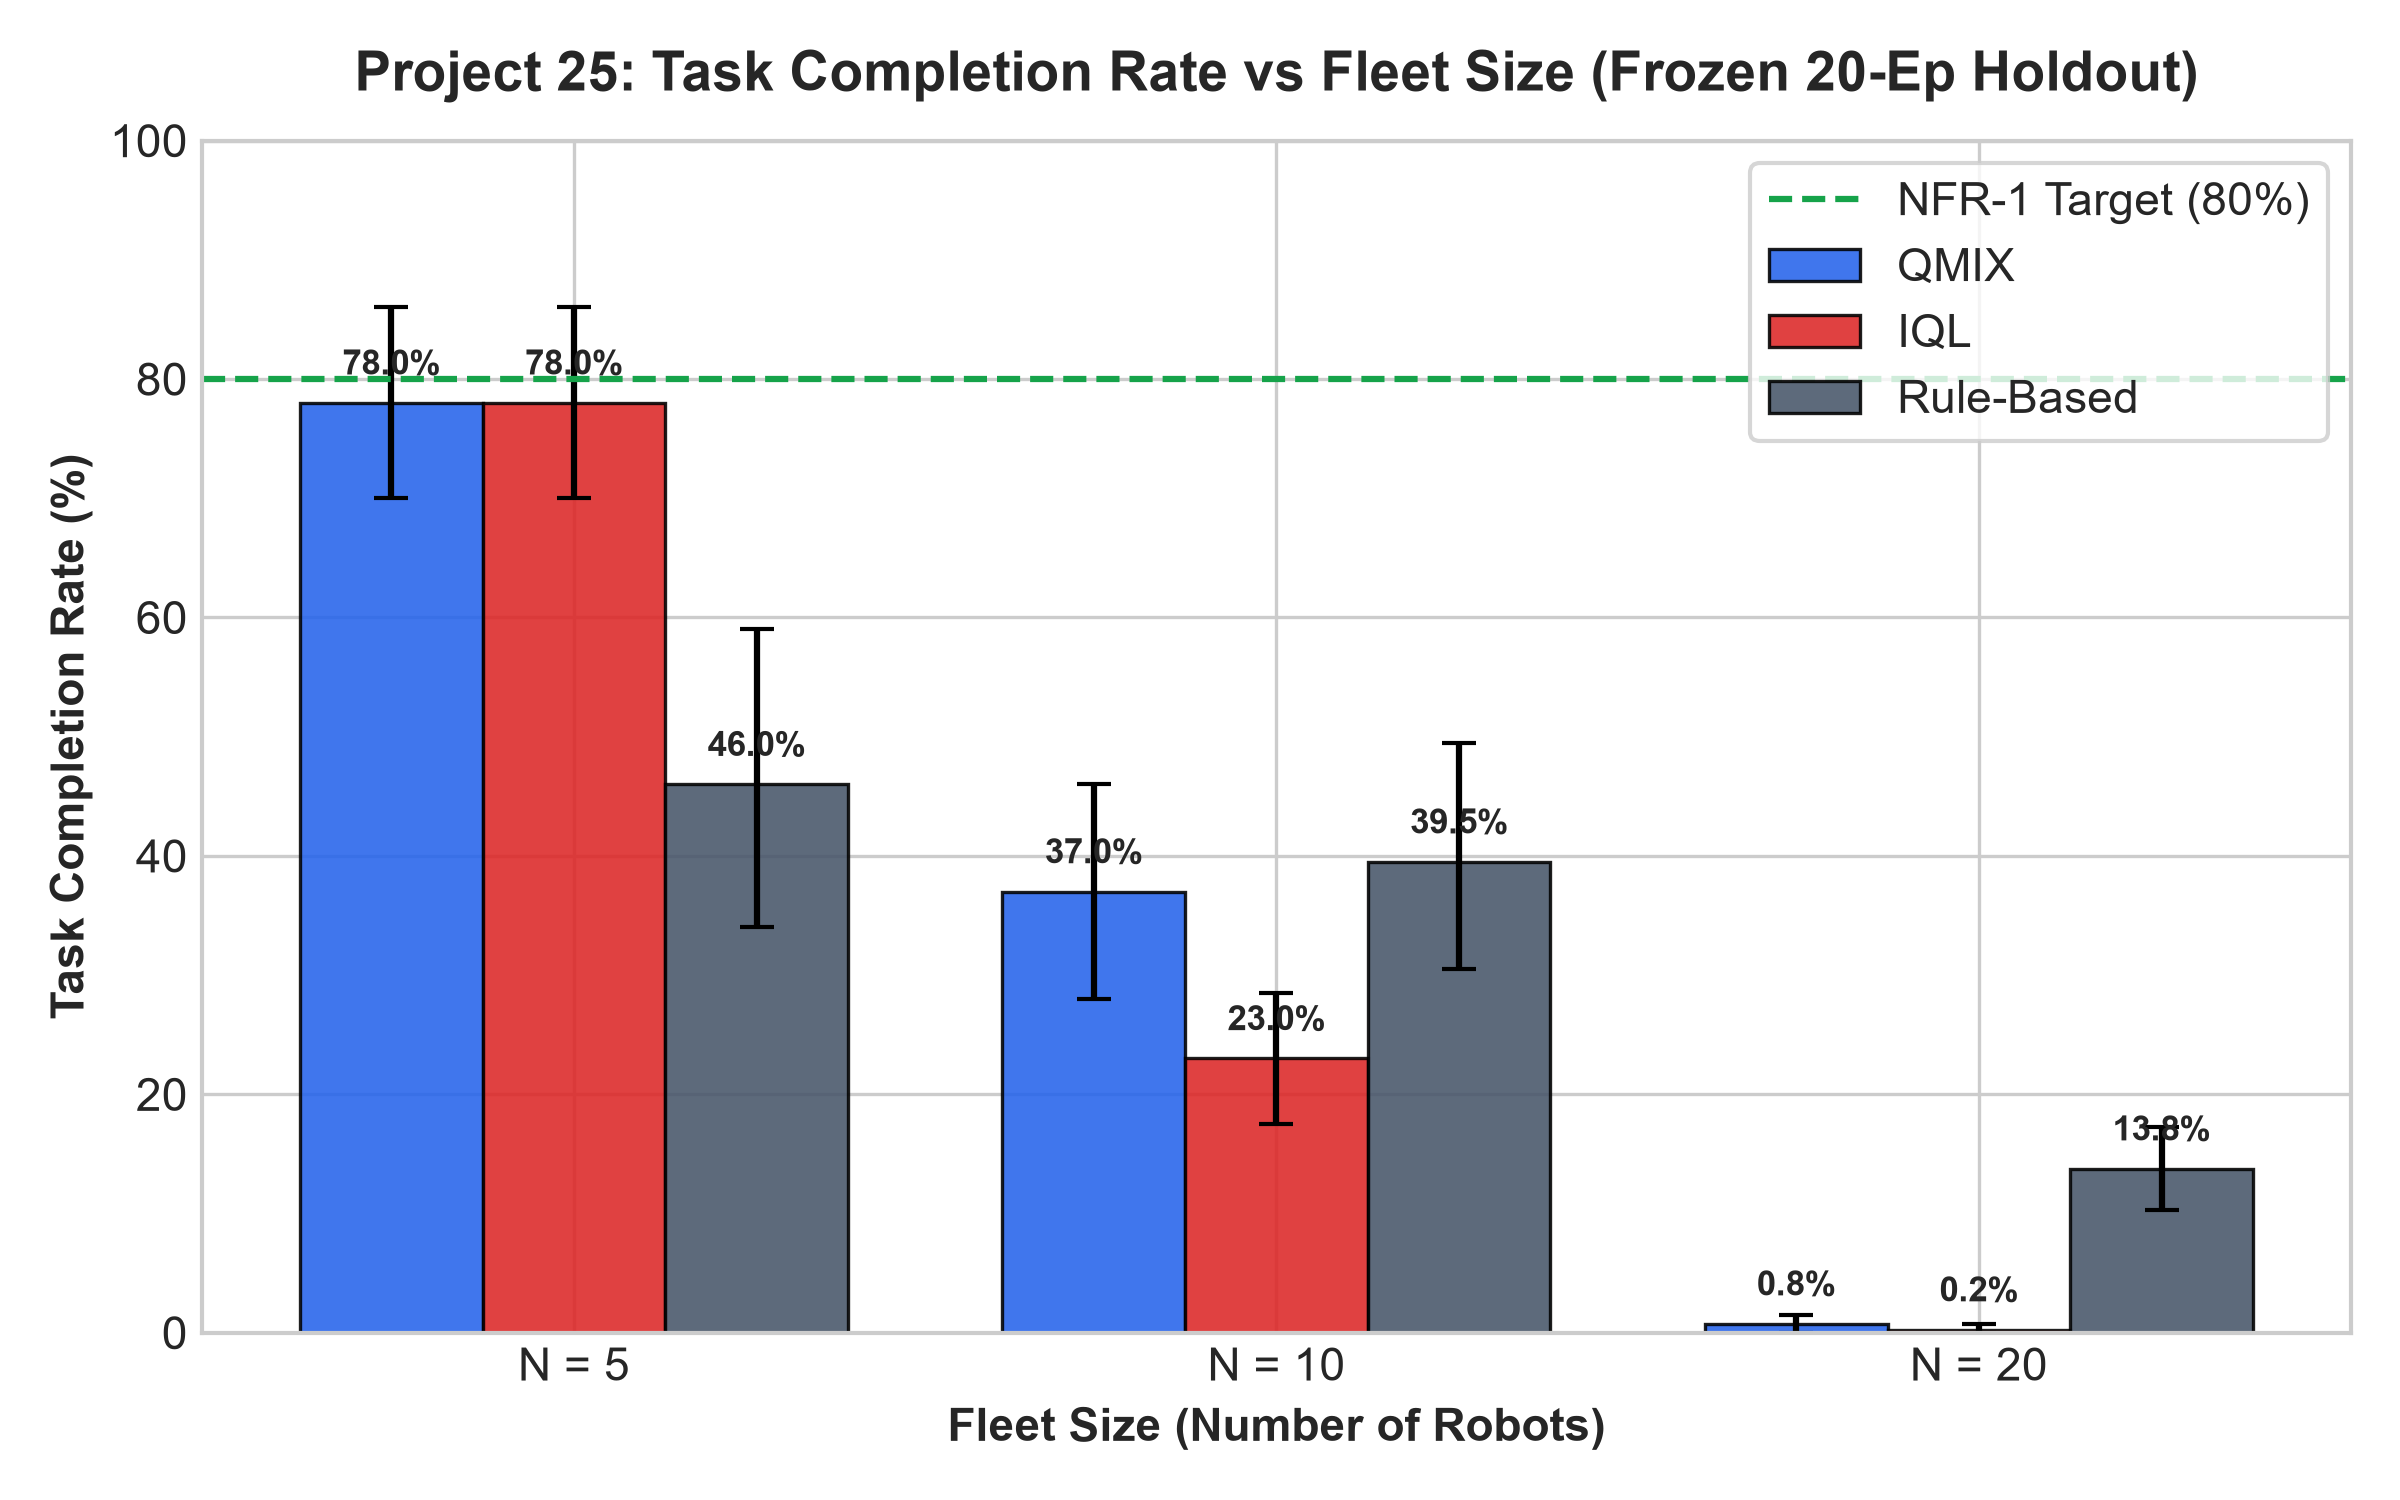 Project 25: Task Completion Rate vs Fleet Size (Frozen 20-Ep Holdout)
100
80
60
40
20
0
Task Completion Rate (%)
NFR-1 Target (80%)
QMIX
IQL
Rule-Based
78.0%
78.0%
46.0%
37.0%
23.0%
39.5%
0.8%
0.2%
13.8%
N = 5
N = 10
N = 20
Fleet Size (Number of Robots)